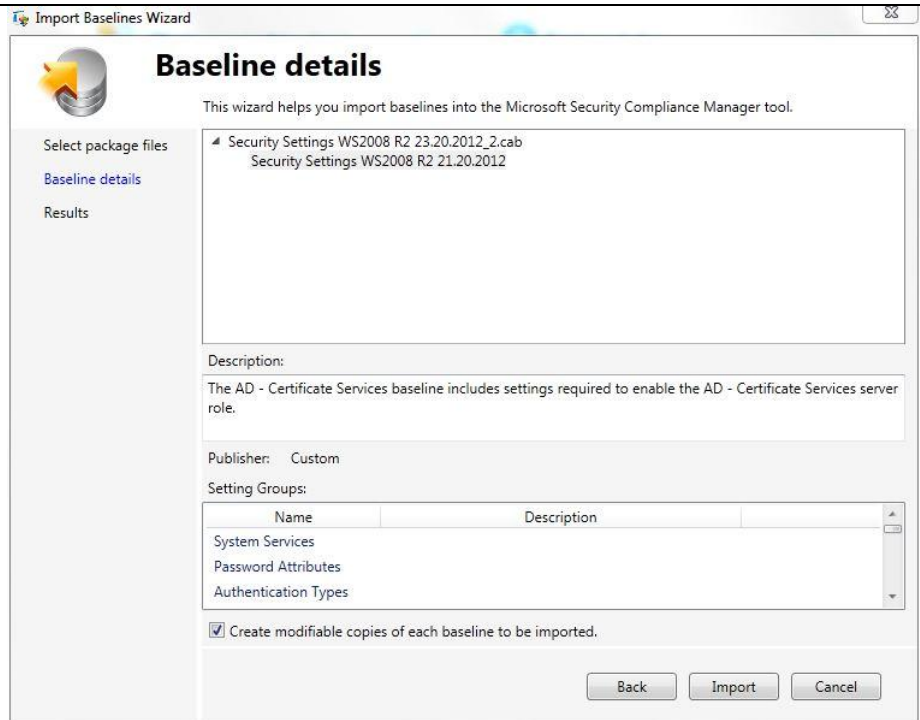 Import Baselines Wizard
Baseline details
This wizard helps you import baselines into the Microsoft Security Compliance Manager tool.
Select package files
Baseline details
Results
Security Settings WS2008 R2 23.20.2012_2.cab
Security Settings WS2008 R2 21.20.2012
Description:
The AD - Certificate Services baseline includes settings required to enable the AD - Certificate Services server
role.
Publisher: Custom
Setting Groups:
Name Description
System Services
Password Attributes
Authentication Types
Create modifiable copies of each baseline to be imported.
Back Import Cancel